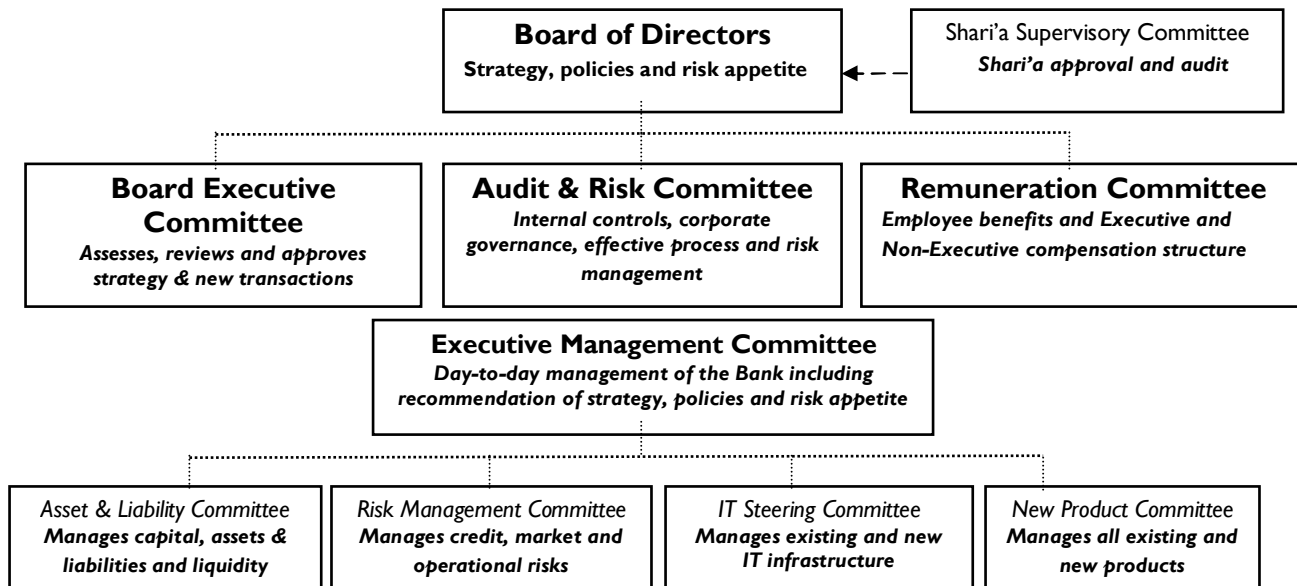 Board of Directors
Strategy, policies and risk appetite
Shari'a Supervisory Committee
Shari'a approval and audit
Board Executive
Committee
Assesses, reviews and approves
strategy & new transactions
Audit & Risk Committee
Internal controls, corporate
governance, effective process and risk
management
Remuneration Committee
Employee benefits and Executive and
Non-Executive compensation structure
Executive Management Committee
Day-to-day management of the Bank including
recommendation of strategy, policies and risk appetite
Asset & Liability Committee
Manages capital, assets &
liabilities and liquidity
Risk Management Committee
Manages credit, market and
operational risks
IT Steering Committee
Manages existing and new
IT infrastructure
New Product Committee
Manages all existing and
new products